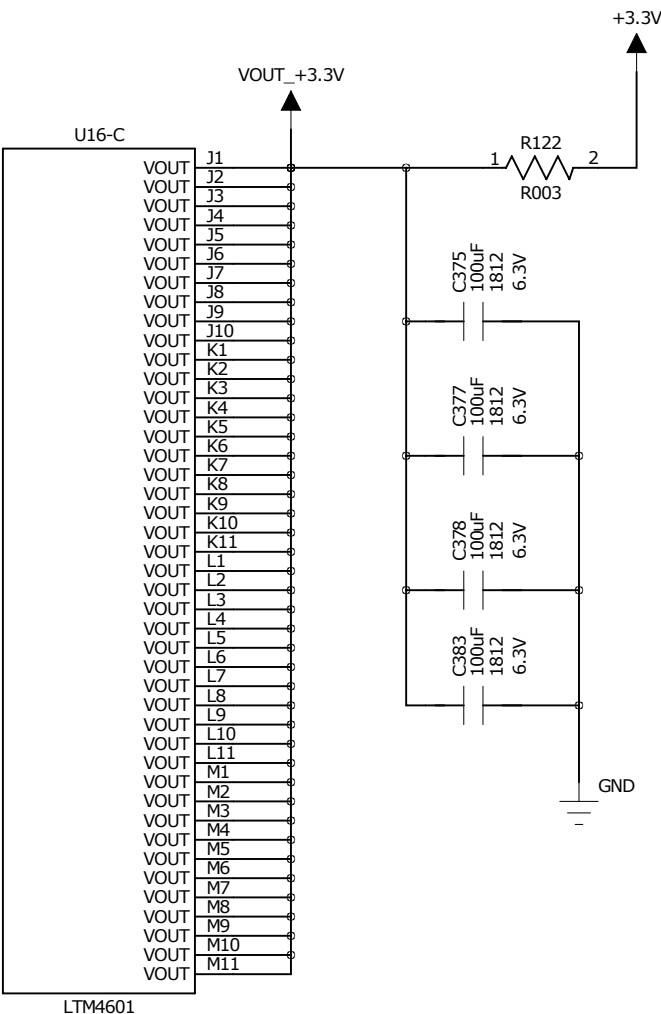 +3.3V
VOUT_+3.3V
U16-C
VOUT J1
VOUT J2
VOUT J3
VOUT J4
VOUT J5
VOUT J6
VOUT J7
VOUT J8
VOUT J9
VOUT J10
VOUT K1
VOUT K2
VOUT K3
VOUT K4
VOUT K5
VOUT K6
VOUT K7
VOUT K8
VOUT K9
VOUT K10
VOUT K11
VOUT L1
VOUT L2
VOUT L3
VOUT L4
VOUT L5
VOUT L6
VOUT L7
VOUT L8
VOUT L9
VOUT L10
VOUT L11
VOUT M1
VOUT M2
VOUT M3
VOUT M4
VOUT M5
VOUT M6
VOUT M7
VOUT M8
VOUT M9
VOUT M10
VOUT M11
LTM4601
R122
1 2
R003
C375
100uF
1812
6.3V
C377
100uF
1812
6.3V
C378
100uF
1812
6.3V
C383
100uF
1812
6.3V
GND